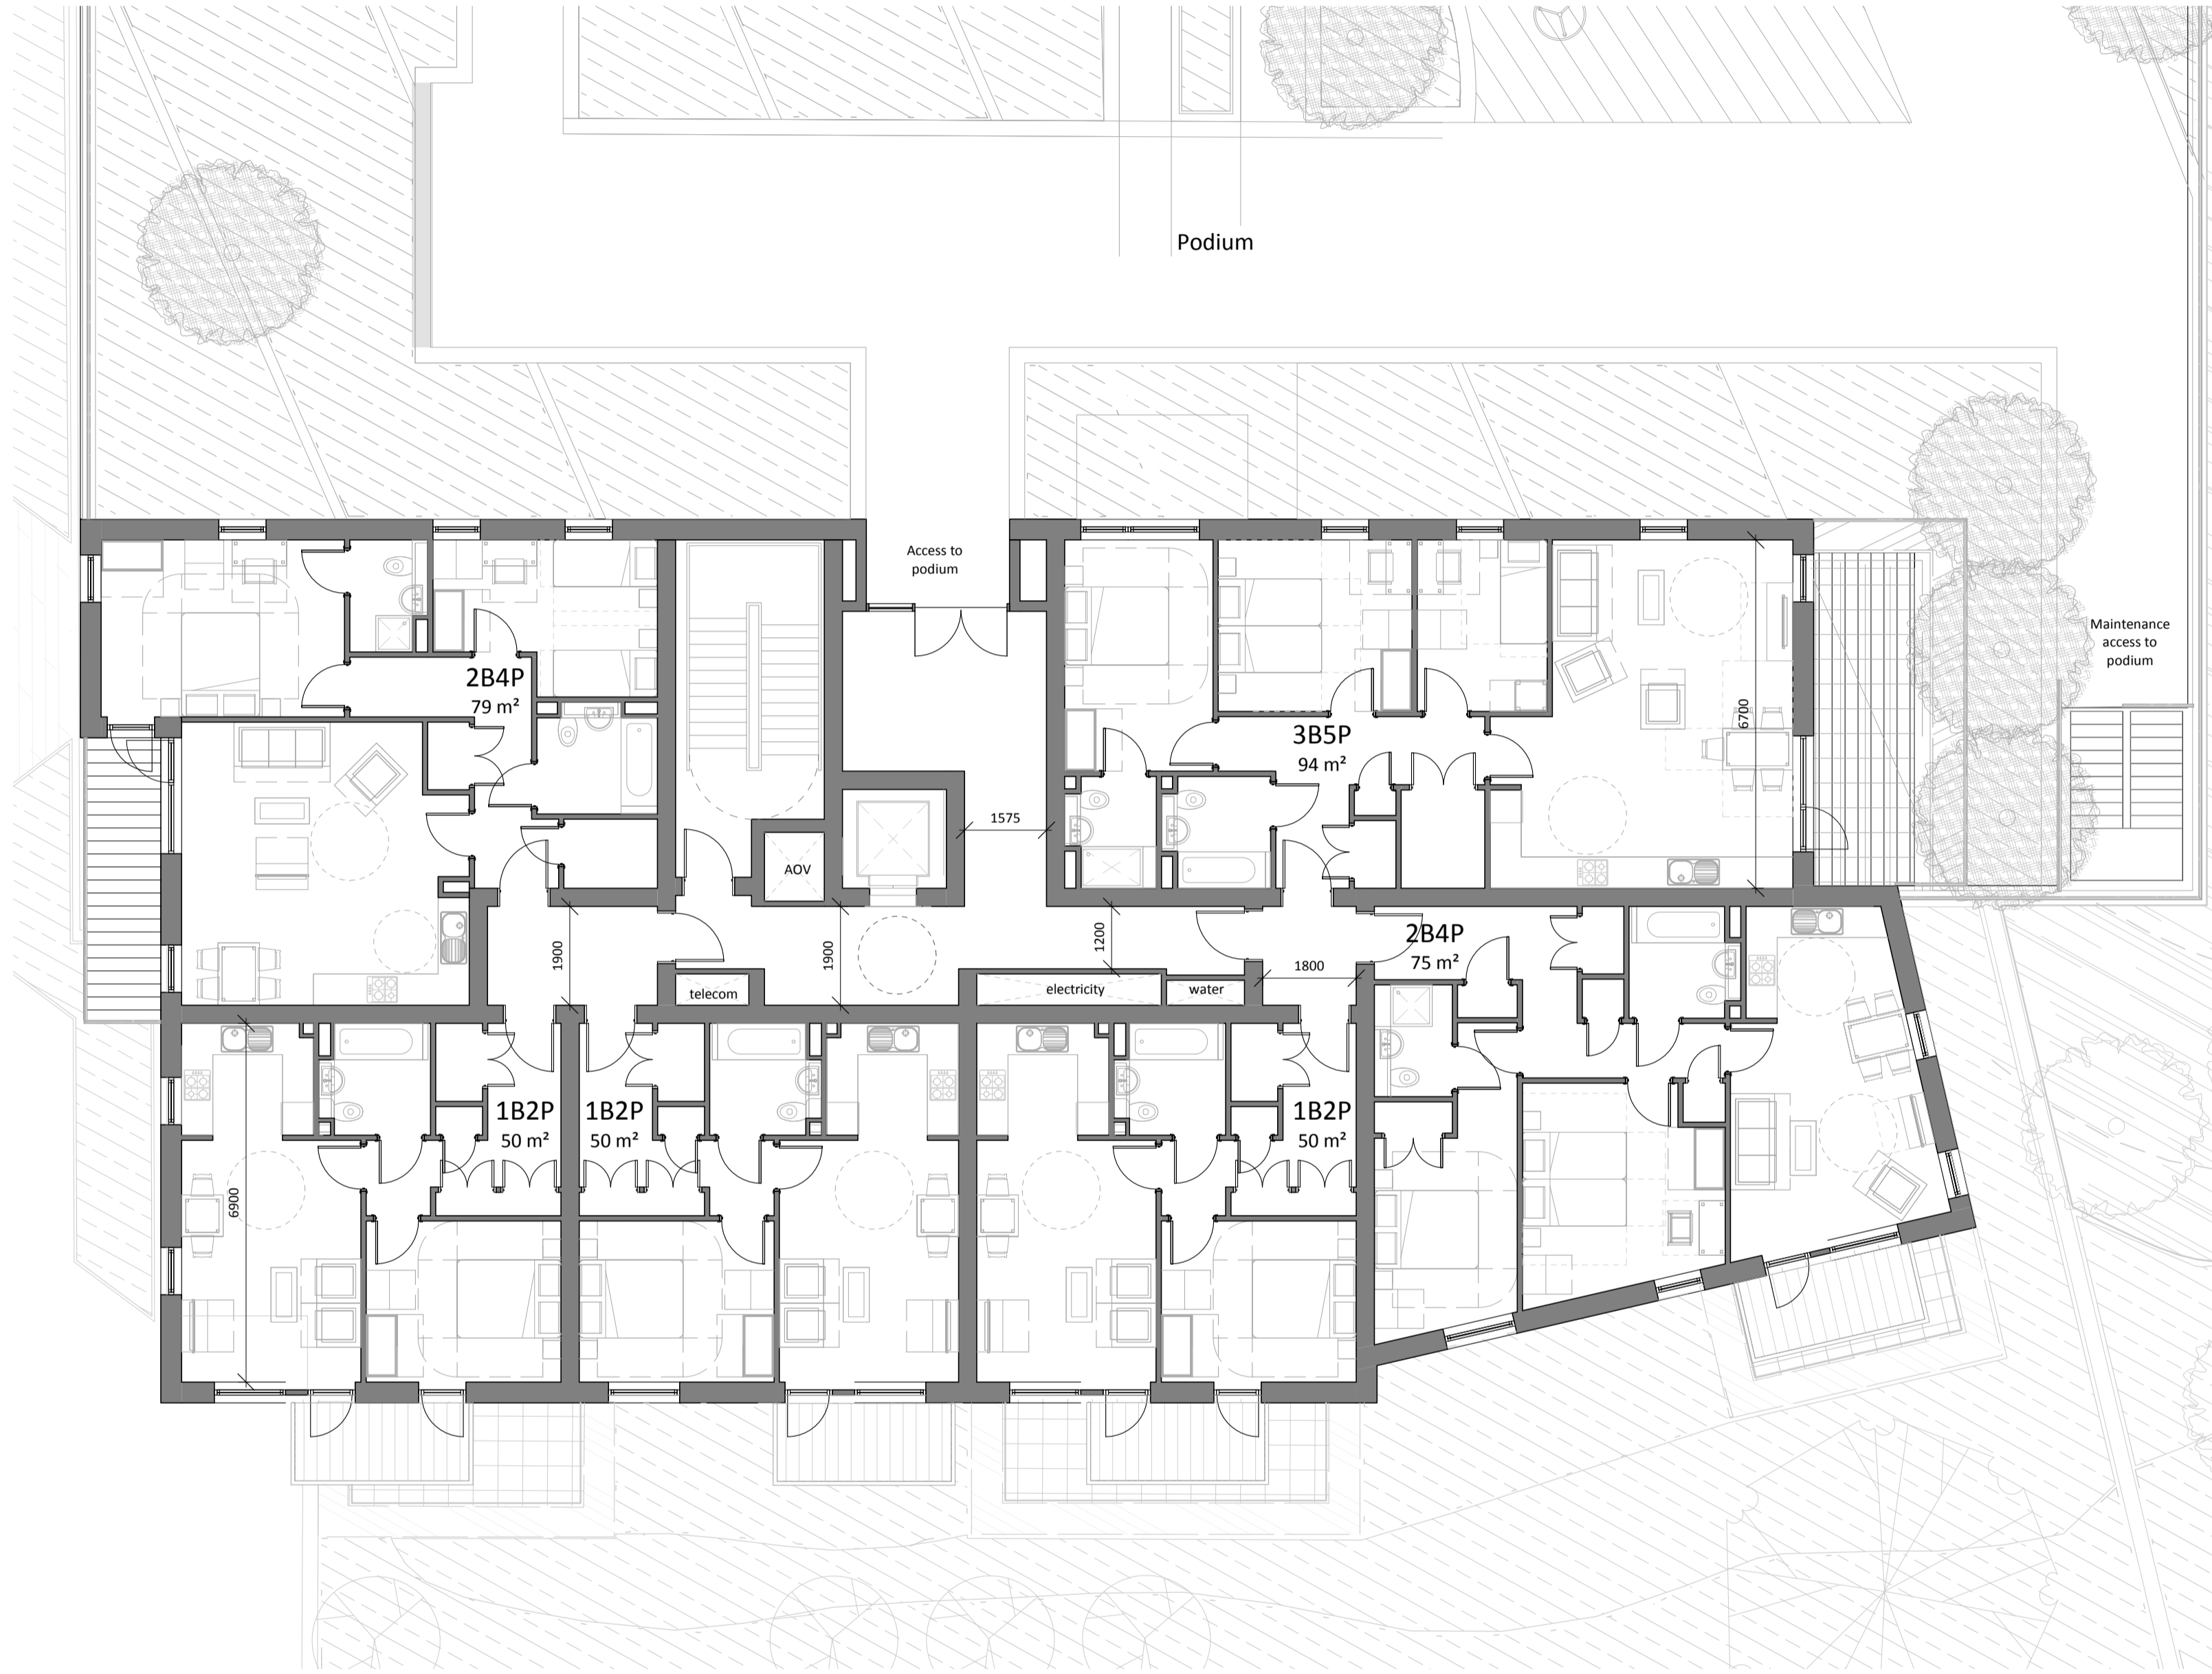 Podium
Access to
podium
Maintenance
access to
podium
2B4P
79 m²
3B5P
94 m²
6700
1575
AOV
1900
1900
1200
1800
2B4P
75 m²
telecom
electricity
water
1B2P
50 m²
1B2P
50 m²
1B2P
50 m²
6900